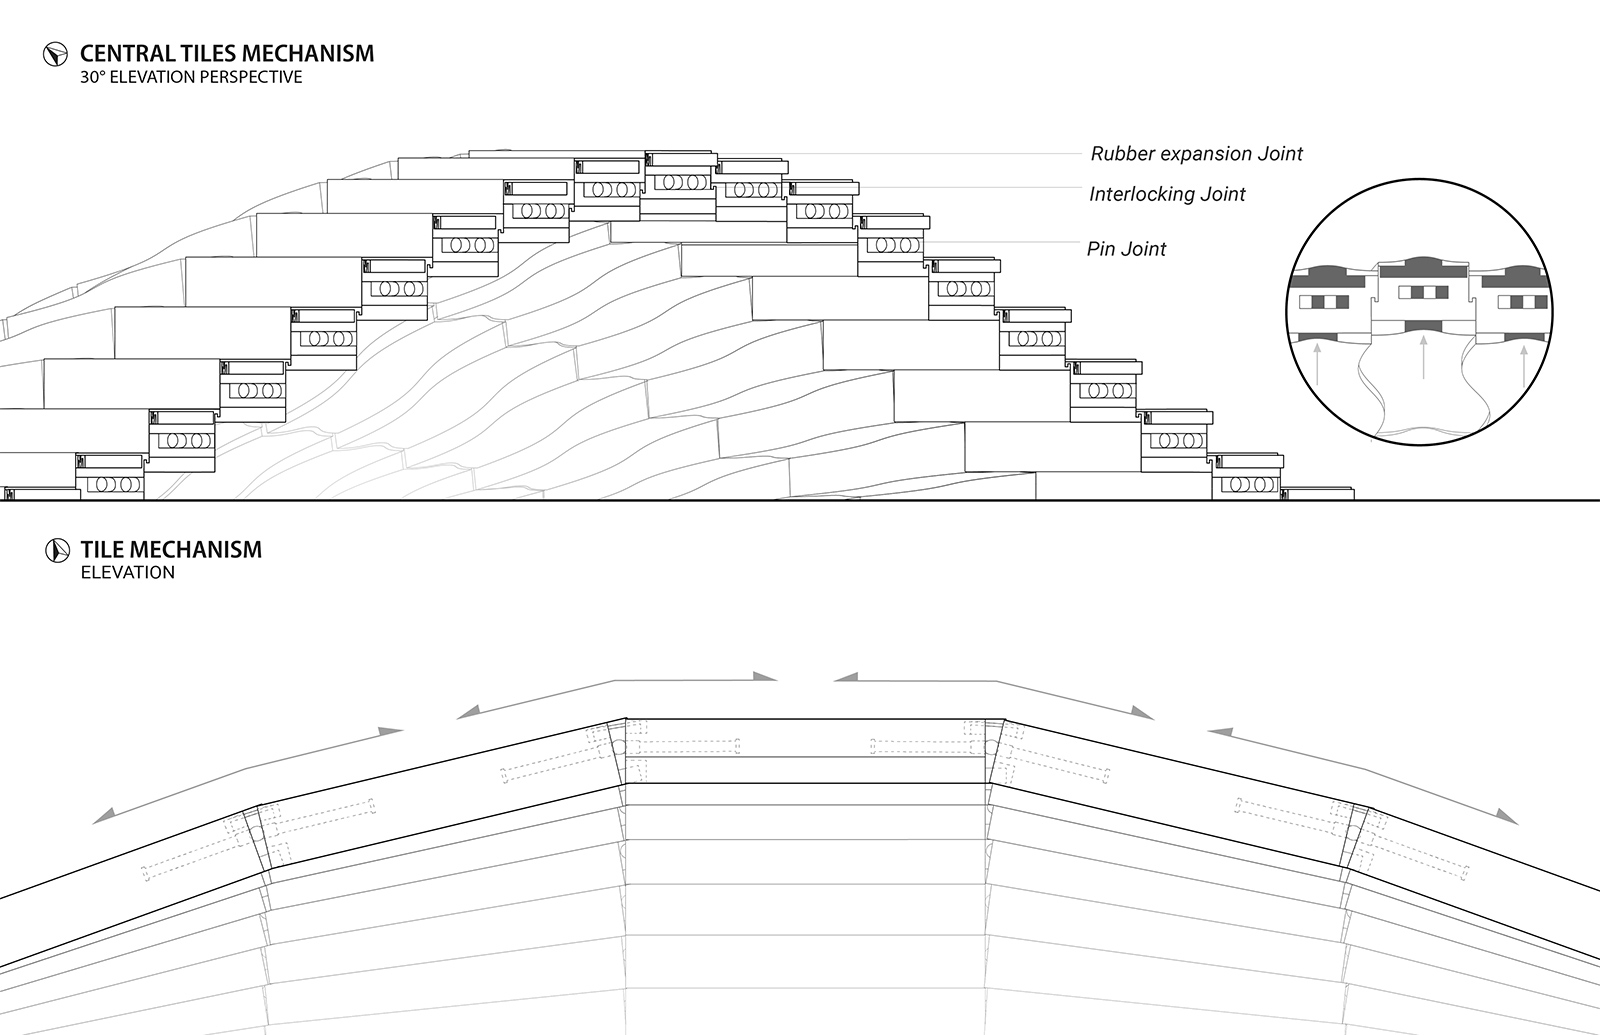 CENTRAL TILES MECHANISM
30° ELEVATION PERSPECTIVE
Rubber expansion Joint
Interlocking Joint
Pin Joint
TILE MECHANISM
ELEVATION